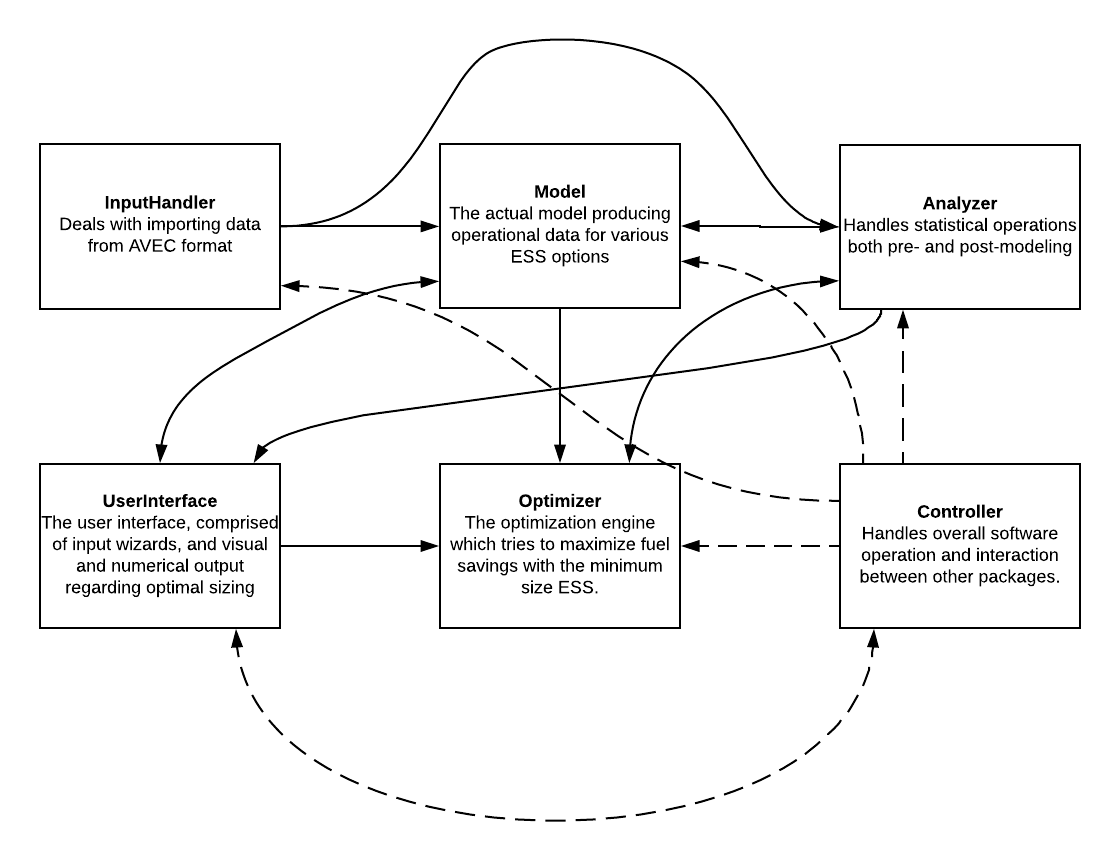 InputHandler
Deals with importing data
from AVEC format
Model
The actual model producing
operational data for various
ESS options
Analyzer
Handles statistical operations
both pre- and post-modeling
UserInterface
The user interface, comprised
of input wizards, and visual
and numerical output
regarding optimal sizing
Optimizer
The optimization engine
which tries to maximize fuel
savings with the minimum
size ESS.
Controller
Handles overall software
operation and interaction
between other packages.